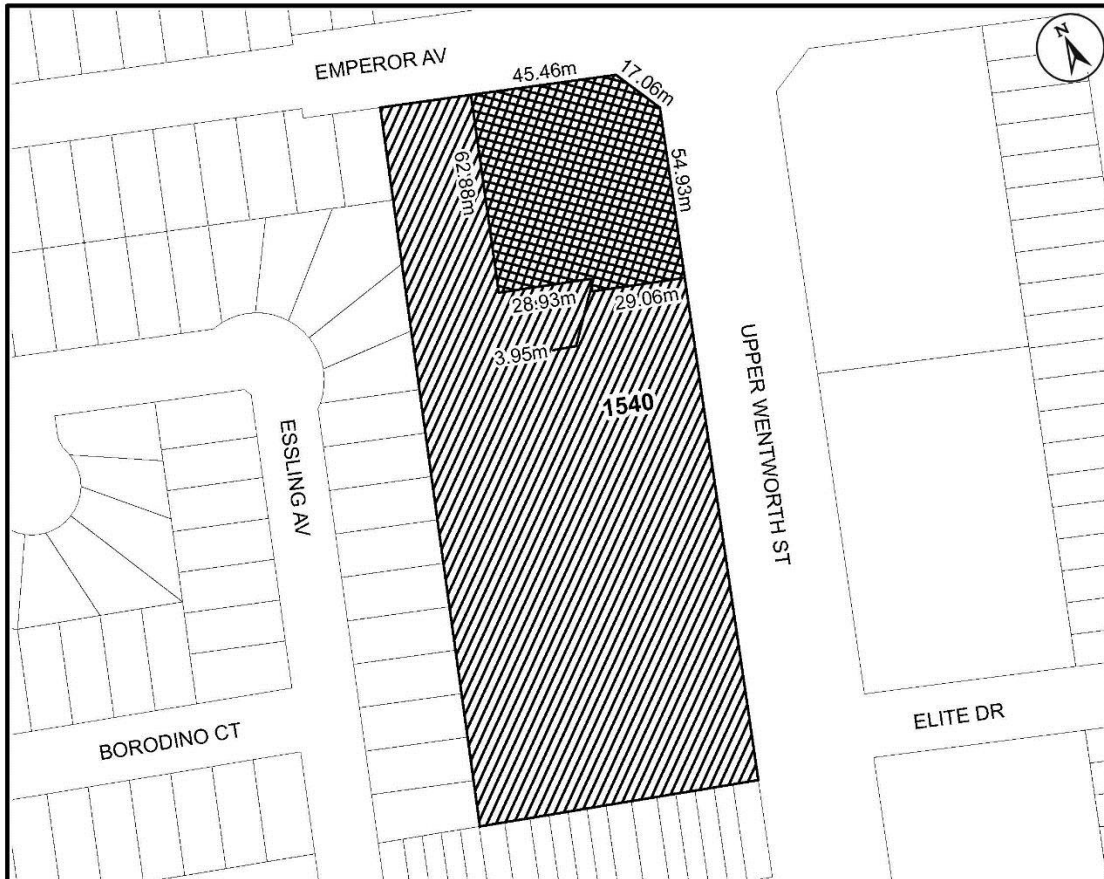 N
EMPEROR AV
45.46m
17.06m
62.88m
54.93m
28.93m
29.06m
3.95m
1540
UPPER WENTWORTH ST
ESSLING AV
BORODINO CT
ELITE DR